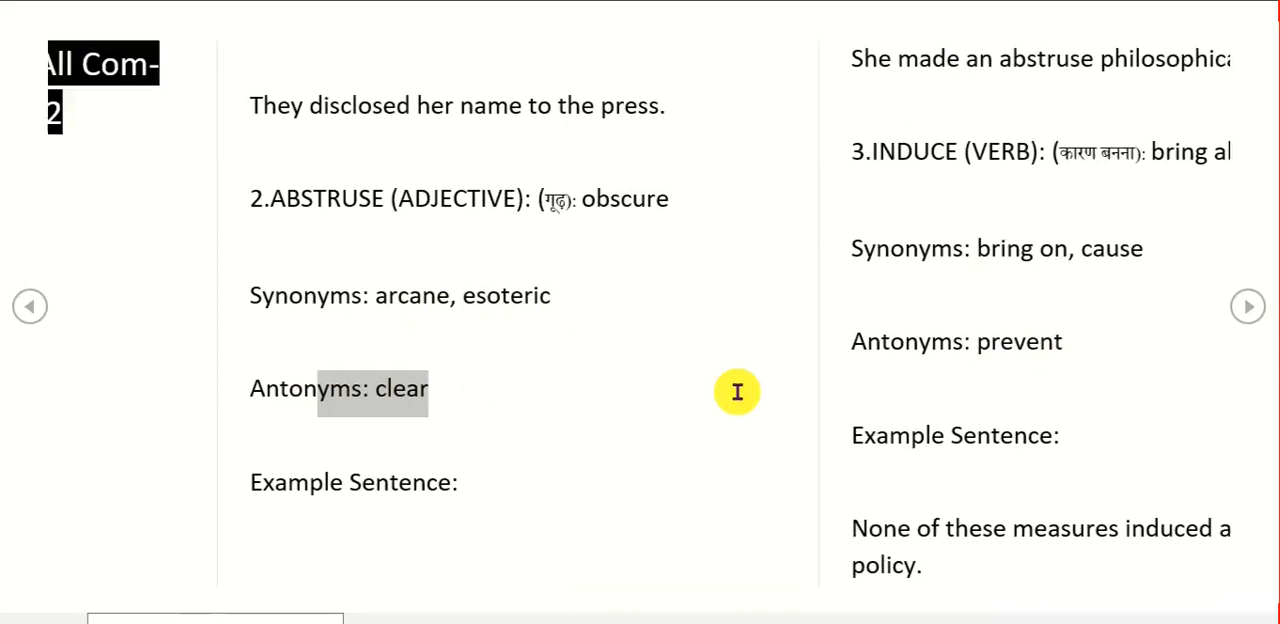 All Com-
2
They disclosed her name to the press.
2.ABSTRUSE (ADJECTIVE): (गूढ़): obscure
Synonyms: arcane, esoteric
Antonyms: clear
Example Sentence:
She made an abstruse
3.INDUCE (VERB): (कारण बनना): bring
Synonyms: bring on, cause
Antonyms: prevent
Example Sentence:
None of these measures induced a
policy.